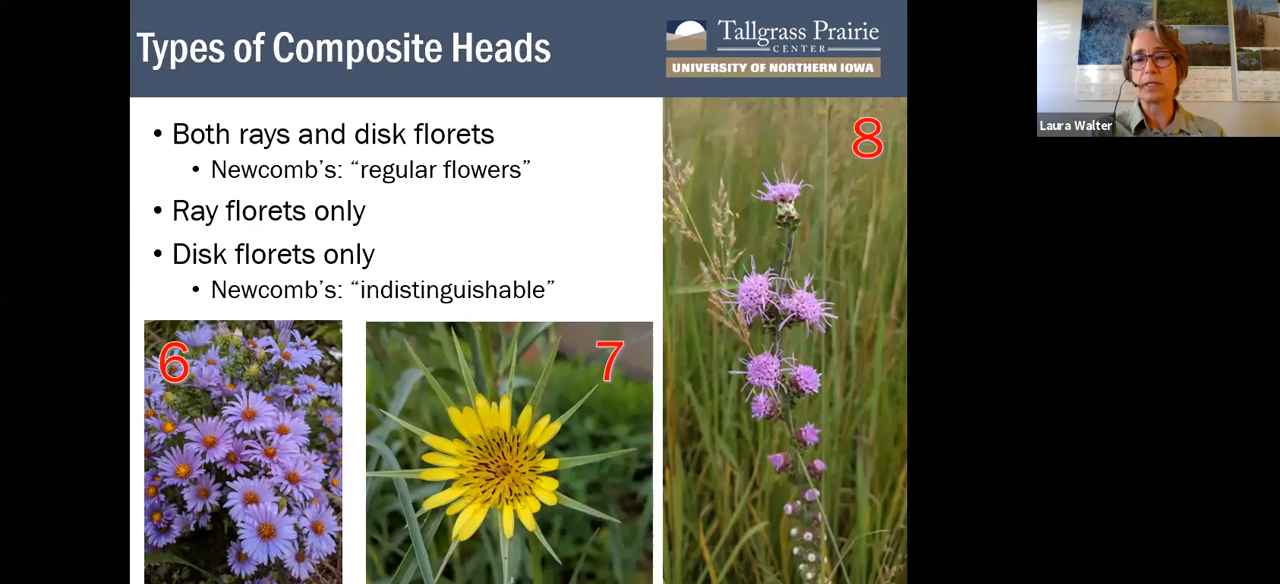 Types of Composite Heads
Tallgrass Prairie
CENTER
UNIVERSITY OF NORTHERN IOWA
• Both rays and disk florets
• Newcomb's: “regular flowers”
• Ray florets only
• Disk florets only
• Newcomb's: “indistinguishable”
6
7
8
Laura Walter